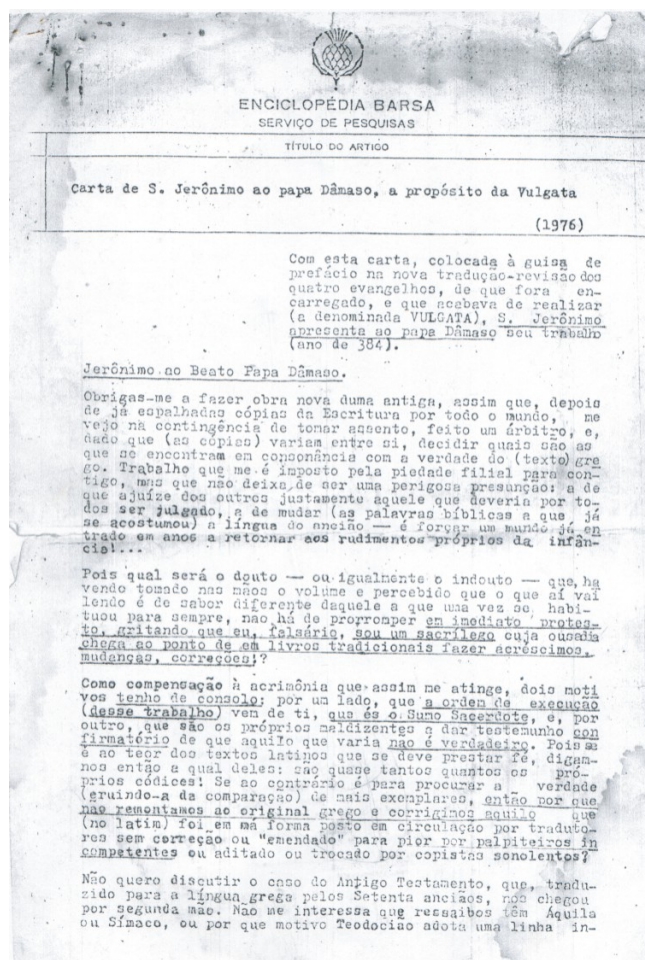 ENCICLOPÉDIA BARSA
SERVIÇO DE PESQUISAS
TÍTULO DO ARTIGO
Carta de S. Jerônimo ao papa Dâmaso, a propósito da Vulgata
(1976)
Com esta carta, colocada à guisa de
prefácio na nova tradução-revisão dos
quatro evangelhos, de que fora en-
carregado, e que acabava de realizar
(a denominada VULGATA), S. Jerônimo
apresenta ao papa Dâmaso seu trabalho
(ano de 384).
Jerônimo ao Beato Papa Dâmaso.
Obrigas-me a fazer obra nova duma antiga, assim que, depois
de já espalhadas cópias da Escritura por todo o mundo, me
vejo na contingência de tomar assento, feito um árbitro, e,
dado que (as cópias) variam entre si, decidir quais são as
que se encontram em consonância com a verdade do (texto) gre
go. Trabalho que me é imposto pela piedade filial para con-
tigo, mas que não deixa de ser uma perigosa presunção: a de
que ajuíze dos outros justamente aquele que deveria por to-
dos ser julgado, a de mudar (as palavras bíblicas a que já
se acostumou) a língua do ancião — é forçar um mundo já en
trado em anos a retornar aos rudimentos próprios da infân-
cia!...
Pois qual será o douto — ou igualmente o indouto — que, ha
vendo tomado nas mãos o volume e percebido que o que aí vai
lendo é de sabor diferente daquele a que uma vez se habi-
tuou para sempre, nao há de prorromper em imediato protes-
to, gritando que eu, falsário, sou um sacrílego cuja ousadia
chega ao ponto de em livros tradicionais fazer acréscimos,
mudanças, correções!?
Como compensação à acrimônia que assim me atinge, dois moti
vos tenho de consolo: por um lado, que a ordem de execução
(desse trabalho) vem de ti, que és o Sumo Sacerdote, e, por
outro, que são os próprios maldizentes a dar testemunho con
firmatório de que aquilo que varia não é verdadeiro. Pois se
é ao teor dos textos latinos que se deve prestar fé, digam-
nos então a qual deles: são quase tantos quantos os pró-
prios códices! Se ao contrário é para procurar a verdade
(eruindo-a da comparação) de mais exemplares, então por que
não remontamos ao original grego e corrigimos aquilo que
(no latim) foi em má forma posto em circulação por traduto-
res sem correção ou "emendado" para pior por palpiteiros in
competentes ou aditado ou trocado por copistas sonolentos?
Não quero discutir o caso do Antigo Testamento, que, tradu-
zido para a língua grega pelos Setenta anciãos, nos chegou
por segunda mão. Não me interessa que ressaibos têm Áquila
ou Símaco, ou por que motivo Teodocião adota uma linha in-